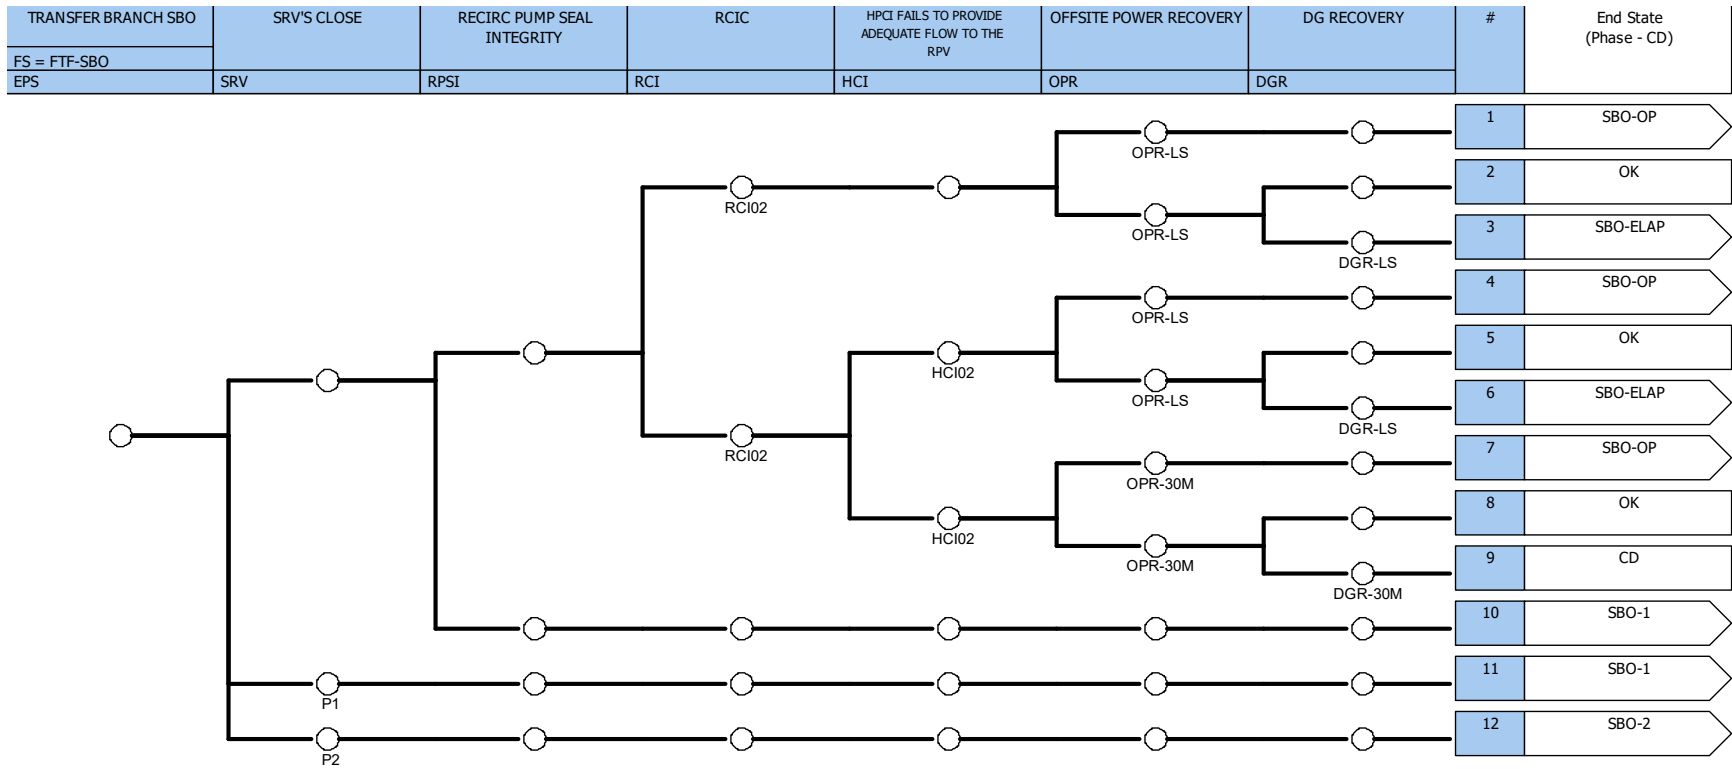 TRANSFER BRANCH SBO
FS = FTF-SBO
EPS
SRV'S CLOSE
SRV
RECIRC PUMP SEAL
INTEGRITY
RPSI
RCIC
RCI
HPCI FAILS TO PROVIDE
ADEQUATE FLOW TO THE
RPV
HCI
OFFSITE POWER RECOVERY
OPR
DG RECOVERY
DGR
#
End State
(Phase - CD)
OPR-LS
1 SBO-OP
RCI02
2 OK
OPR-LS
DGR-LS
3 SBO-ELAP
OPR-LS
4 SBO-OP
HCI02
5 OK
OPR-LS
DGR-LS
6 SBO-ELAP
RCI02
OPR-30M
7 SBO-OP
HCI02
8 OK
OPR-30M
DGR-30M
9 CD
10 SBO-1
P1
11 SBO-1
P2
12 SBO-2